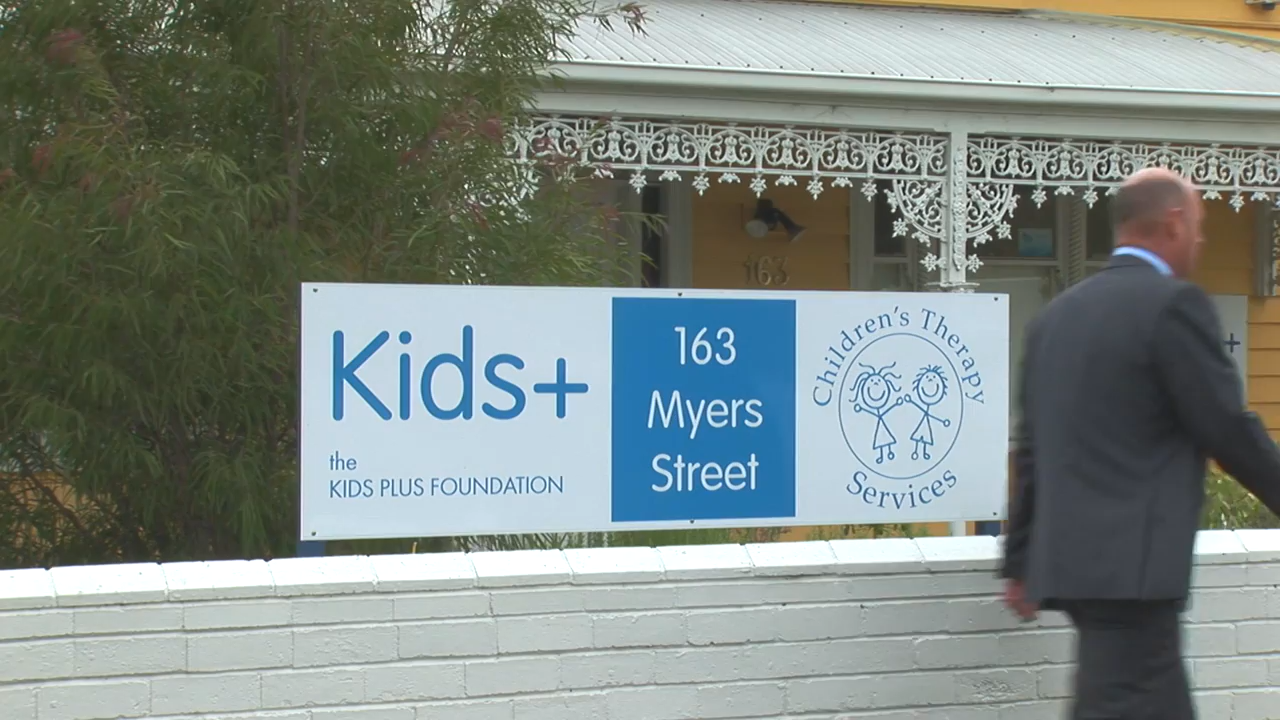 163
Kids+
the
KIDS PLUS FOUNDATION
163
Myers
Street
Children's Therapy
Services
+